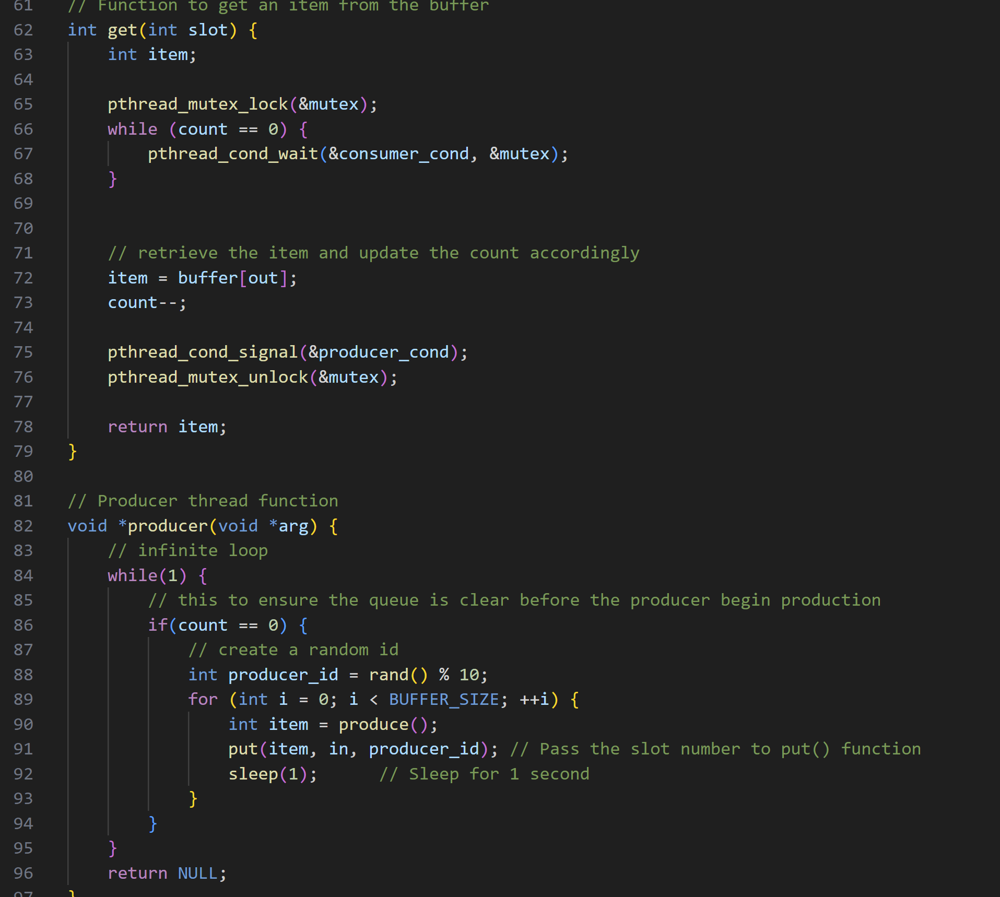 61 // Function to get an item from the buffer
62 int get(int slot) {
63 int item;
64
65 pthread_mutex_lock(&mutex);
66 while (count == 0) {
67 pthread_cond_wait(&consumer_cond, &mutex);
68 }
69
70
71 // retrieve the item and update the count accordingly
72 item = buffer[out];
73 count--;
74
75 pthread_cond_signal(&producer_cond);
76 pthread_mutex_unlock(&mutex);
77
78 return item;
79 }
80
81 // Producer thread function
82 void *producer(void *arg) {
83 // infinite loop
84 while(1) {
85 // this to ensure the queue is clear before the producer begin production
86 if(count == 0) {
87 // create a random id
88 int producer_id = rand() % 10;
89 for (int i = 0; i < BUFFER_SIZE; ++i) {
90 int item = produce();
91 put(item, in, producer_id); // Pass the slot number to put() function
92 sleep(1); // Sleep for 1 second
93 }
94 }
95 }
96 return NULL;
97 }